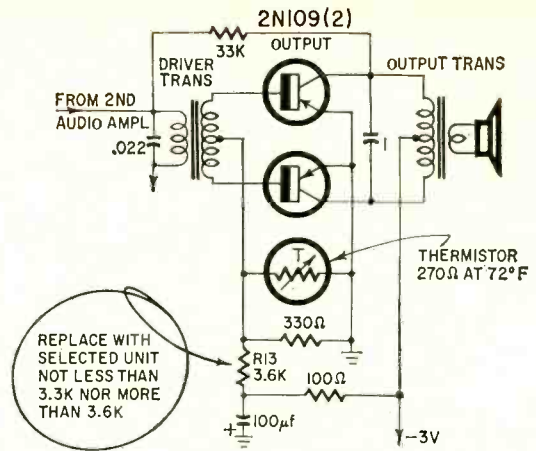 2N109(2)
OUTPUT
33K
DRIVER
TRANS
OUTPUT TRANS
FROM 2ND
AUDIO AMPL
.022
1
T
THERMISTOR
270Ω AT 72°F
330Ω
REPLACE WITH
SELECTED UNIT
NOT LESS THAN
3.3K NOR MORE
THAN 3.6K
R13
3.6K
100Ω
+
100µf
-3V